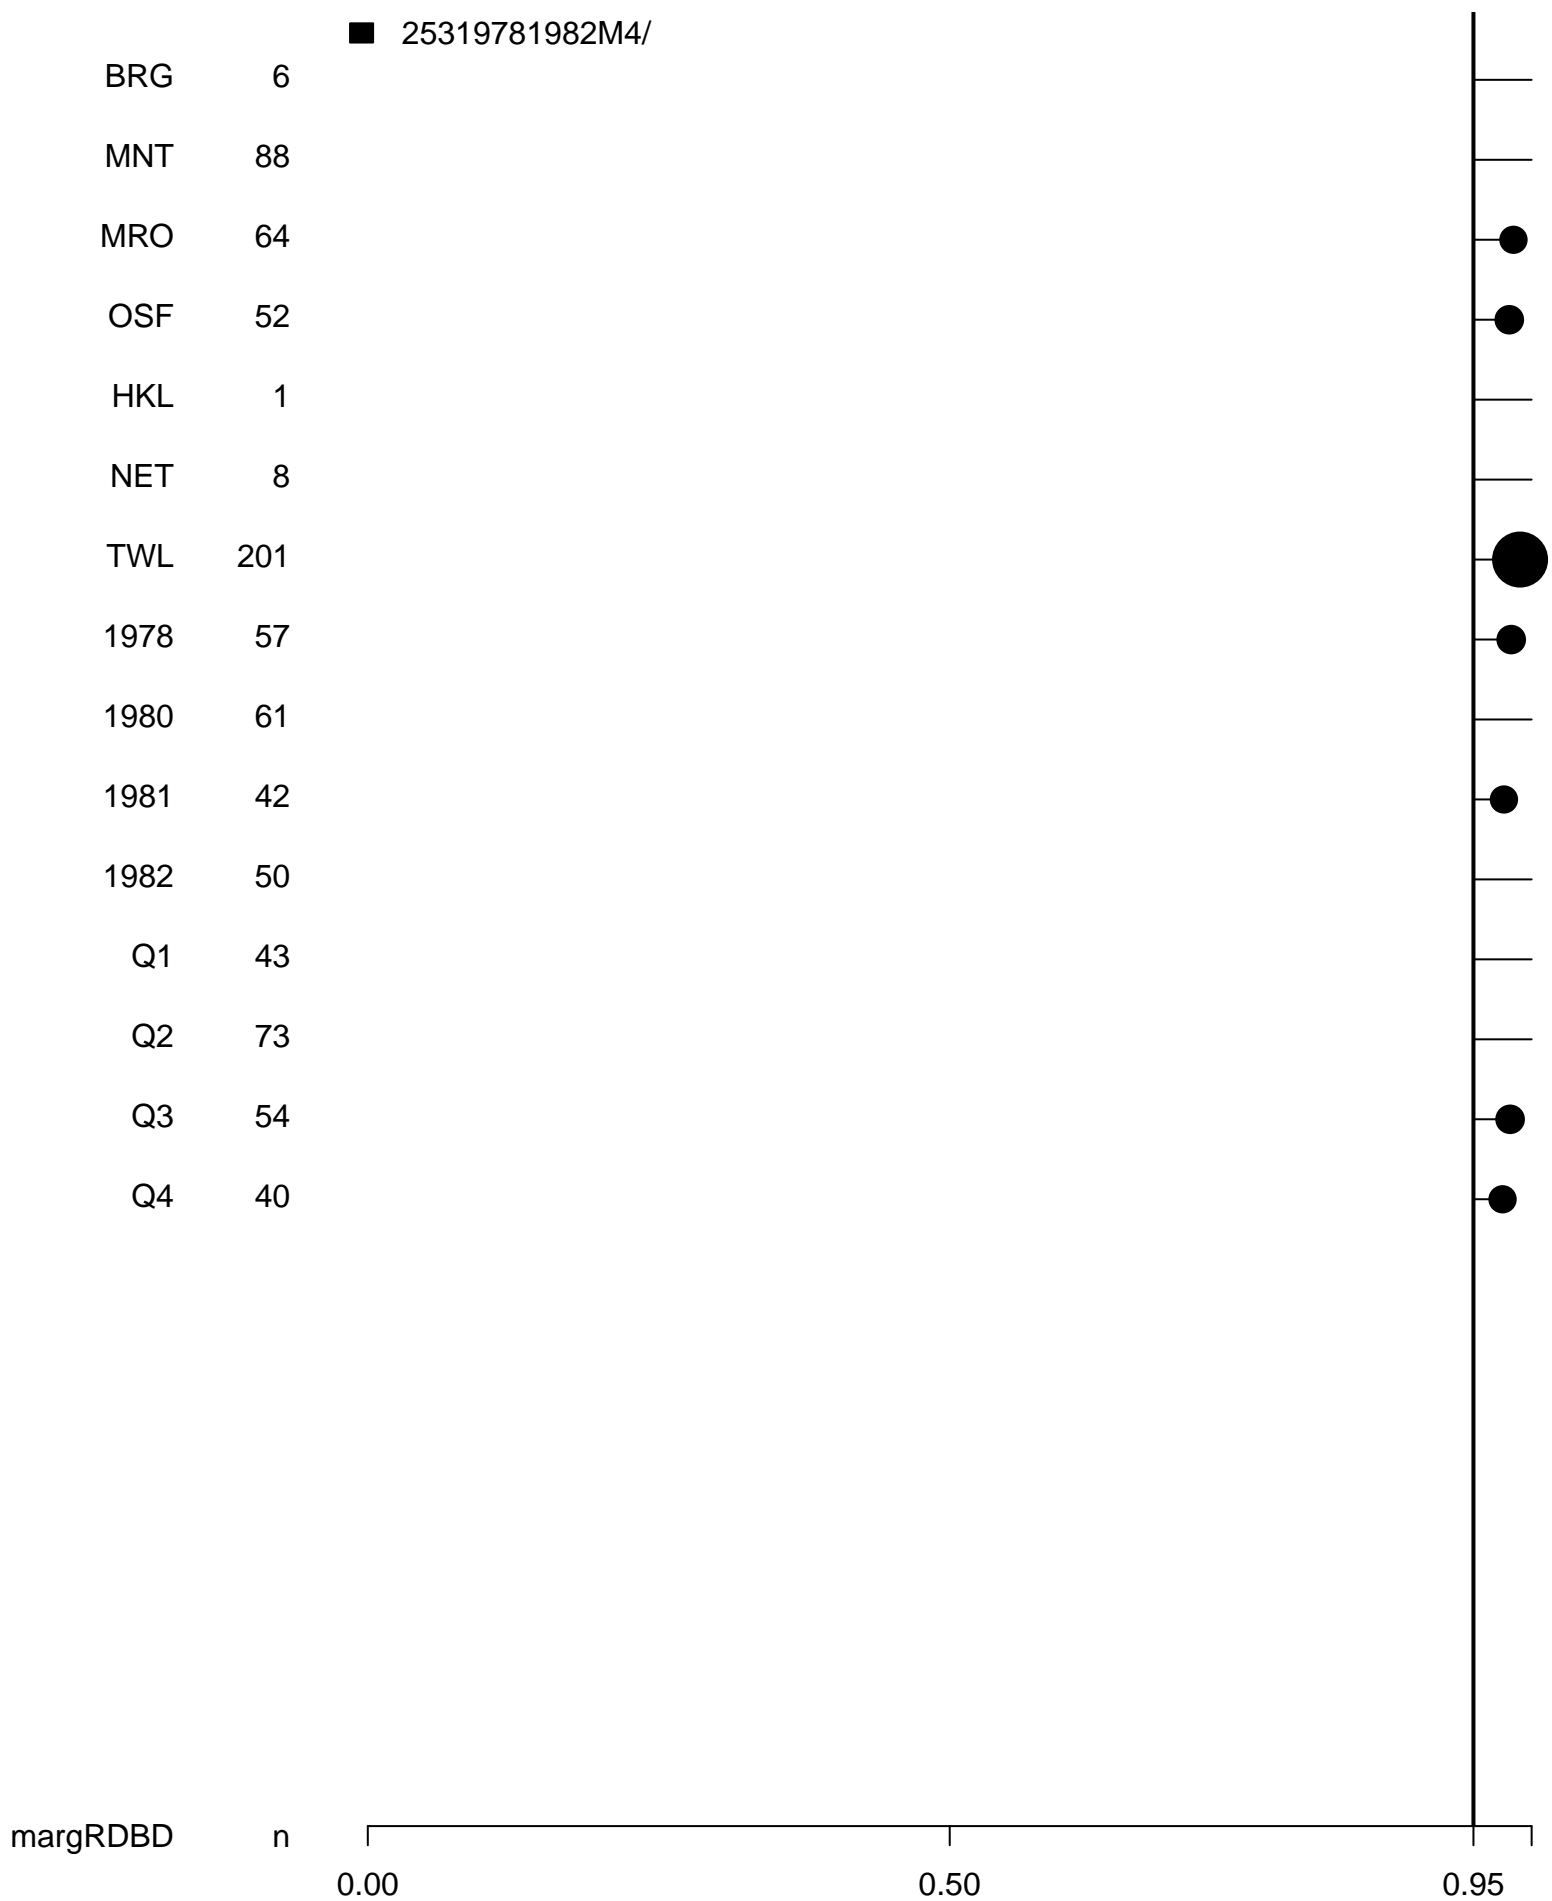 25319781982M4/
BRG 6
MNT 88
MRO 64
OSF 52
HKL 1
NET 8
TWL 201
1978 57
1980 61
1981 42
1982 50
Q1 43
Q2 73
Q3 54
Q4 40
margRDBD n
0.00 0.50 0.95